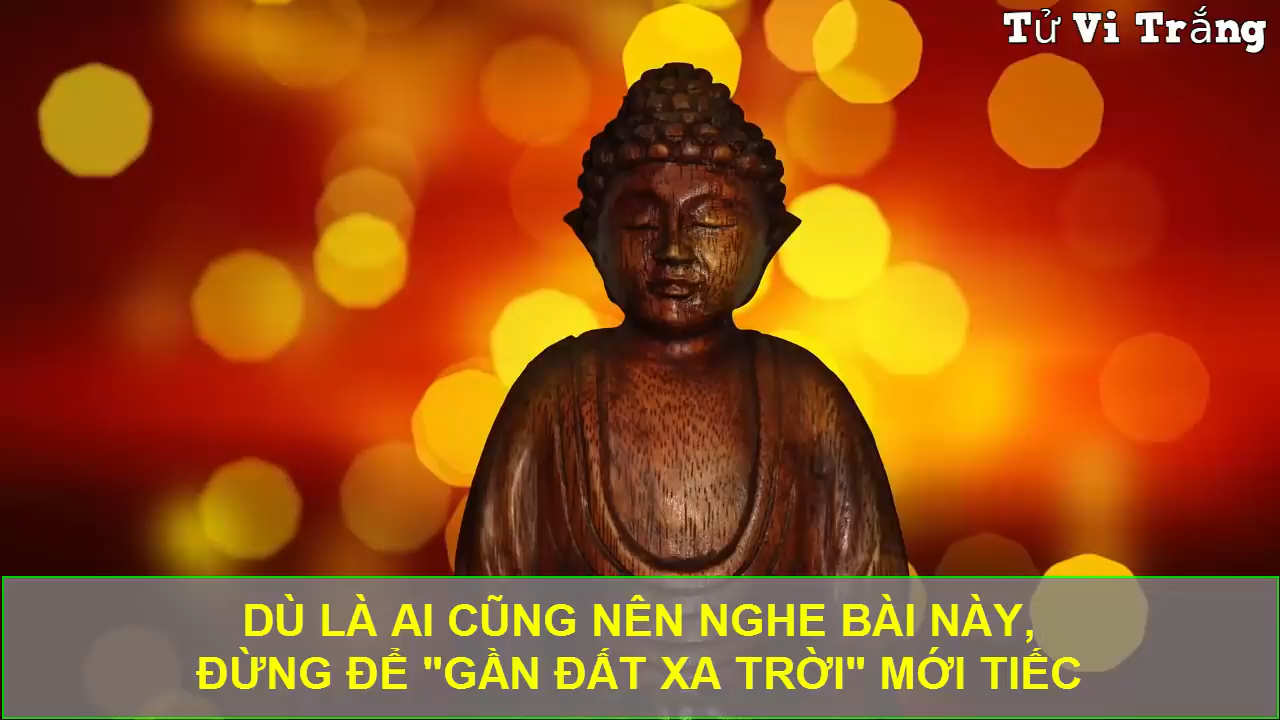 Tử Vi Trắng
DÙ LÀ AI CŨNG NÊN NGHE BÀI NÀY,
ĐỪNG ĐỂ "GẦN ĐẤT XA TRỜI" MỚI TIẾC